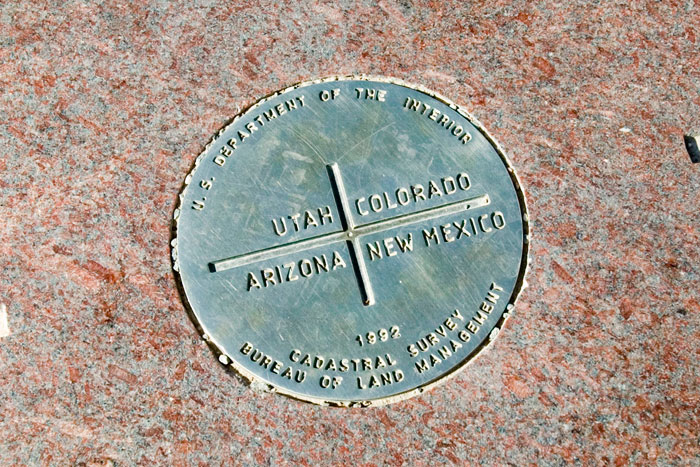 U. S. DEPARTMENT OF THE INTERIOR
UTAH COLORADO
ARIZONA NEW MEXICO
1992
CADASTRAL SURVEY
BUREAU OF LAND MANAGEMENT